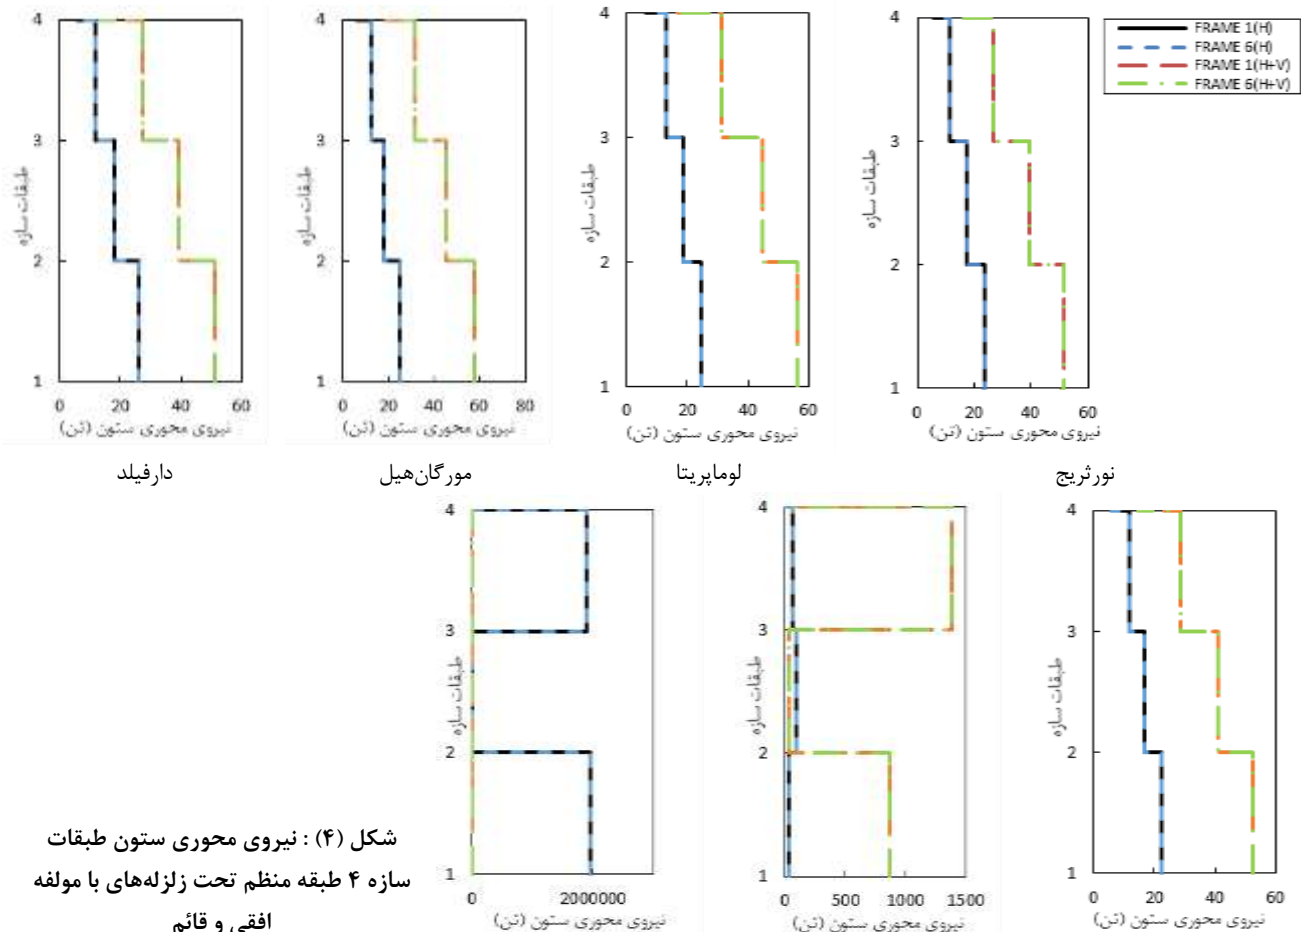 FRAME 1(H)
FRAME 6(H)
FRAME 1(H+V)
FRAME 6(H+V)
4
3
2
1
طبقات سازه
0 20 40 60
نیروی محوری ستون (تن)
دارفیلد
4
3
2
1
طبقات سازه
0 20 40 60 80
نیروی محوری ستون (تن)
مورگان‌هیل
4
3
2
1
طبقات سازه
0 20 40 60
نیروی محوری ستون (تن)
لوماپریتا
4
3
2
1
طبقات سازه
0 20 40 60
نیروی محوری ستون (تن)
نورثریج
4
3
2
1
طبقات سازه
0 2000000
نیروی محوری ستون (تن)
4
3
2
1
طبقات سازه
0 500 1000 1500
نیروی محوری ستون (تن)
4
3
2
1
طبقات سازه
0 20 40 60
نیروی محوری ستون (تن)
شکل (۴) : نیروی محوری ستون طبقات
سازه ۴ طبقه منظم تحت زلزله‌های با مولفه
افقی و قائم